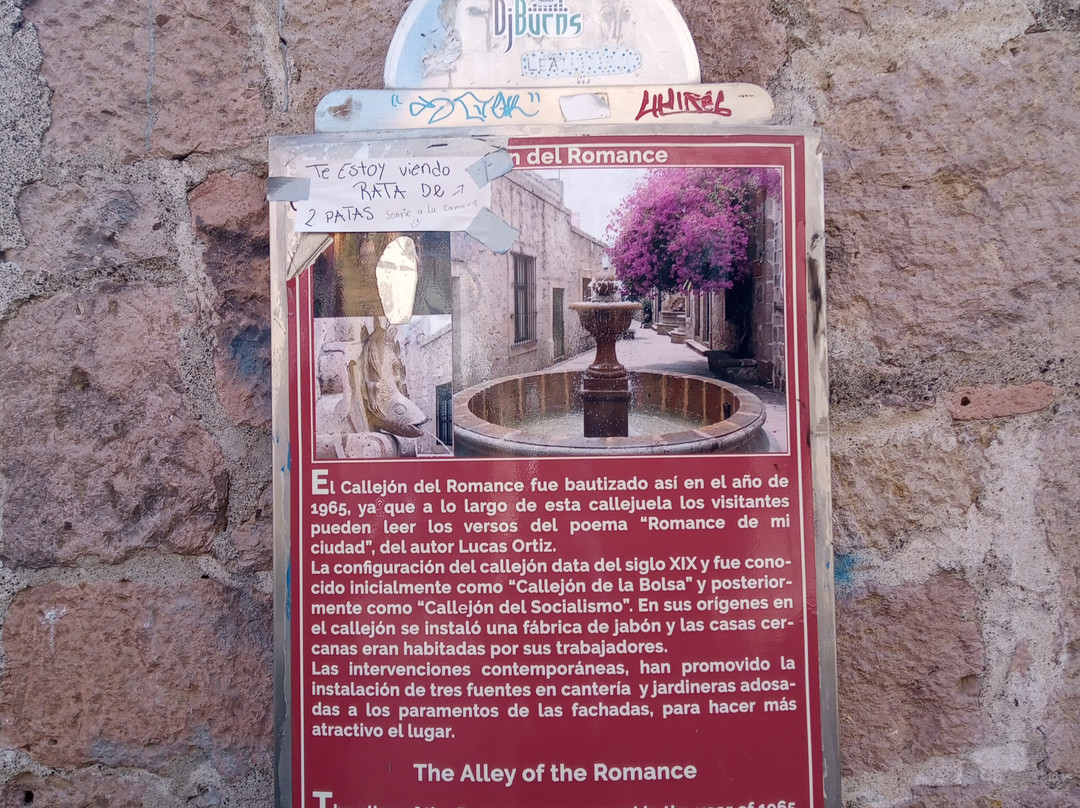 DjBurns
LEA
UHIREL
n del Romance
Te Estoy viendo
RATA DE
2 PATAS Sonrie a la camara
El Callejón del Romance fue bautizado así en el año de
1965, ya que a lo largo de esta callejuela los visitantes
pueden leer los versos del poema “Romance de mi
ciudad”, del autor Lucas Ortiz.
La configuración del callejón data del siglo XIX y fue cono-
cido inicialmente como “Callejón de la Bolsa” y posterior-
mente como “Callejón del Socialismo”. En sus orígenes en
el callejón se instaló una fábrica de jabón y las casas cer-
canas eran habitadas por sus trabajadores.
Las intervenciones contemporáneas, han promovido la
instalación de tres fuentes en cantería y jardineras adosa-
das a los paramentos de las fachadas, para hacer más
atractivo el lugar.
The Alley of the Romance